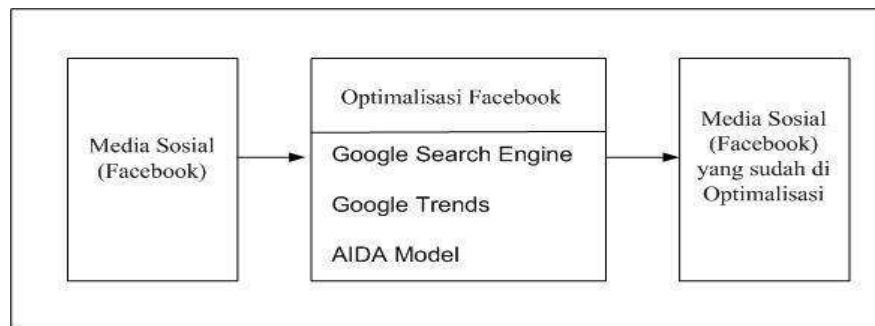 Media Sosial
(Facebook)
Optimalisasi Facebook
Google Search Engine
Google Trends
AIDA Model
Media Sosial
(Facebook)
yang sudah di
Optimalisasi